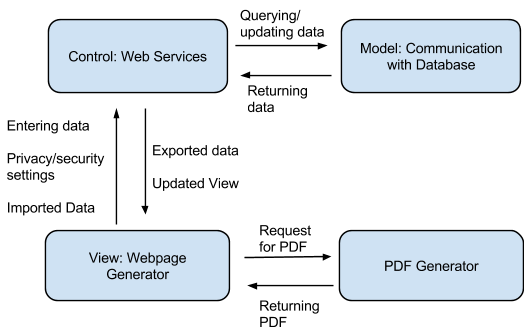 Querying/
updating data
Control: Web Services
Model: Communication
with Database
Returning
data
Entering data
Privacy/security
settings
Imported Data
Exported data
Updated View
View: Webpage
Generator
Request
for PDF
PDF Generator
Returning
PDF